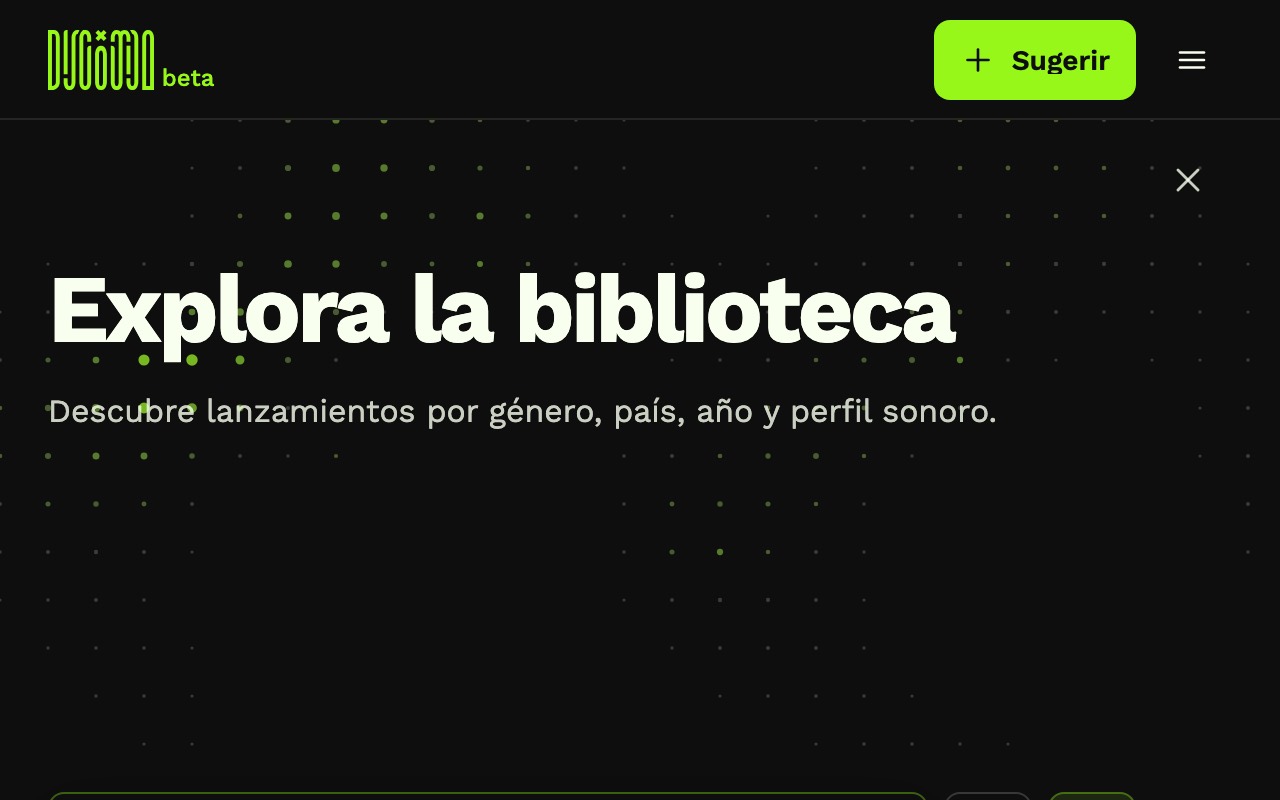 beta
Sugerir
Explora la biblioteca
Descubre lanzamientos por género, país, año y perfil sonoro.